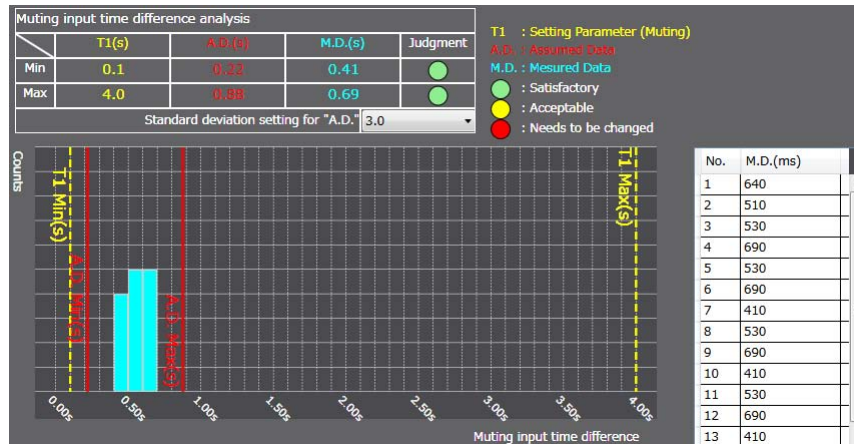 Muting input time difference analysis
T1(s) A.D.(s) M.D.(s) Judgment
Min 0.1 0.22 0.41
Max 4.0 0.88 0.69
Standard deviation setting for "A.D." 3.0
T1 : Setting Parameter (Muting)
A.D. : Assumed Data
M.D. : Mesured Data
: Satisfactory
: Acceptable
: Needs to be changed
Counts
T1 Min(s)
A.D. Min(s)
A.D. Max(s)
T1 Max(s)
0.00s 0.50s 1.00s 1.50s 2.00s 2.50s 3.00s 3.50s 4.00s
Muting input time difference
No. M.D.(ms)
1 640
2 510
3 530
4 690
5 530
6 690
7 410
8 530
9 690
10 410
11 530
12 690
13 410